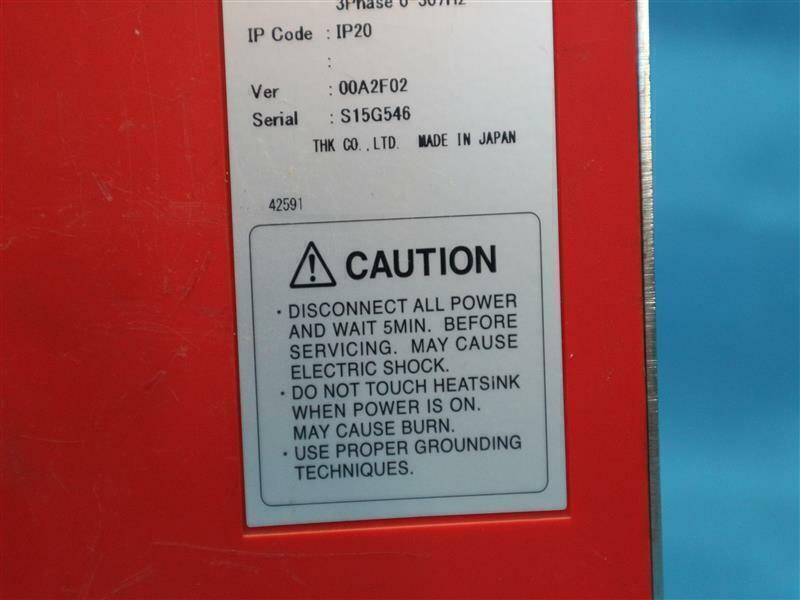 3Phase
IP Code : IP20
:
Ver : 00A2F02
Serial : S15G546
THK CO.,LTD. MADE IN JAPAN
42591
CAUTION
· DISCONNECT ALL POWER
AND WAIT 5MIN. BEFORE
SERVICING. MAY CAUSE
ELECTRIC SHOCK.
· DO NOT TOUCH HEATSiNK
WHEN POWER IS ON.
MAY CAUSE BURN.
· USE PROPER GROUNDING
TECHNIQUES.